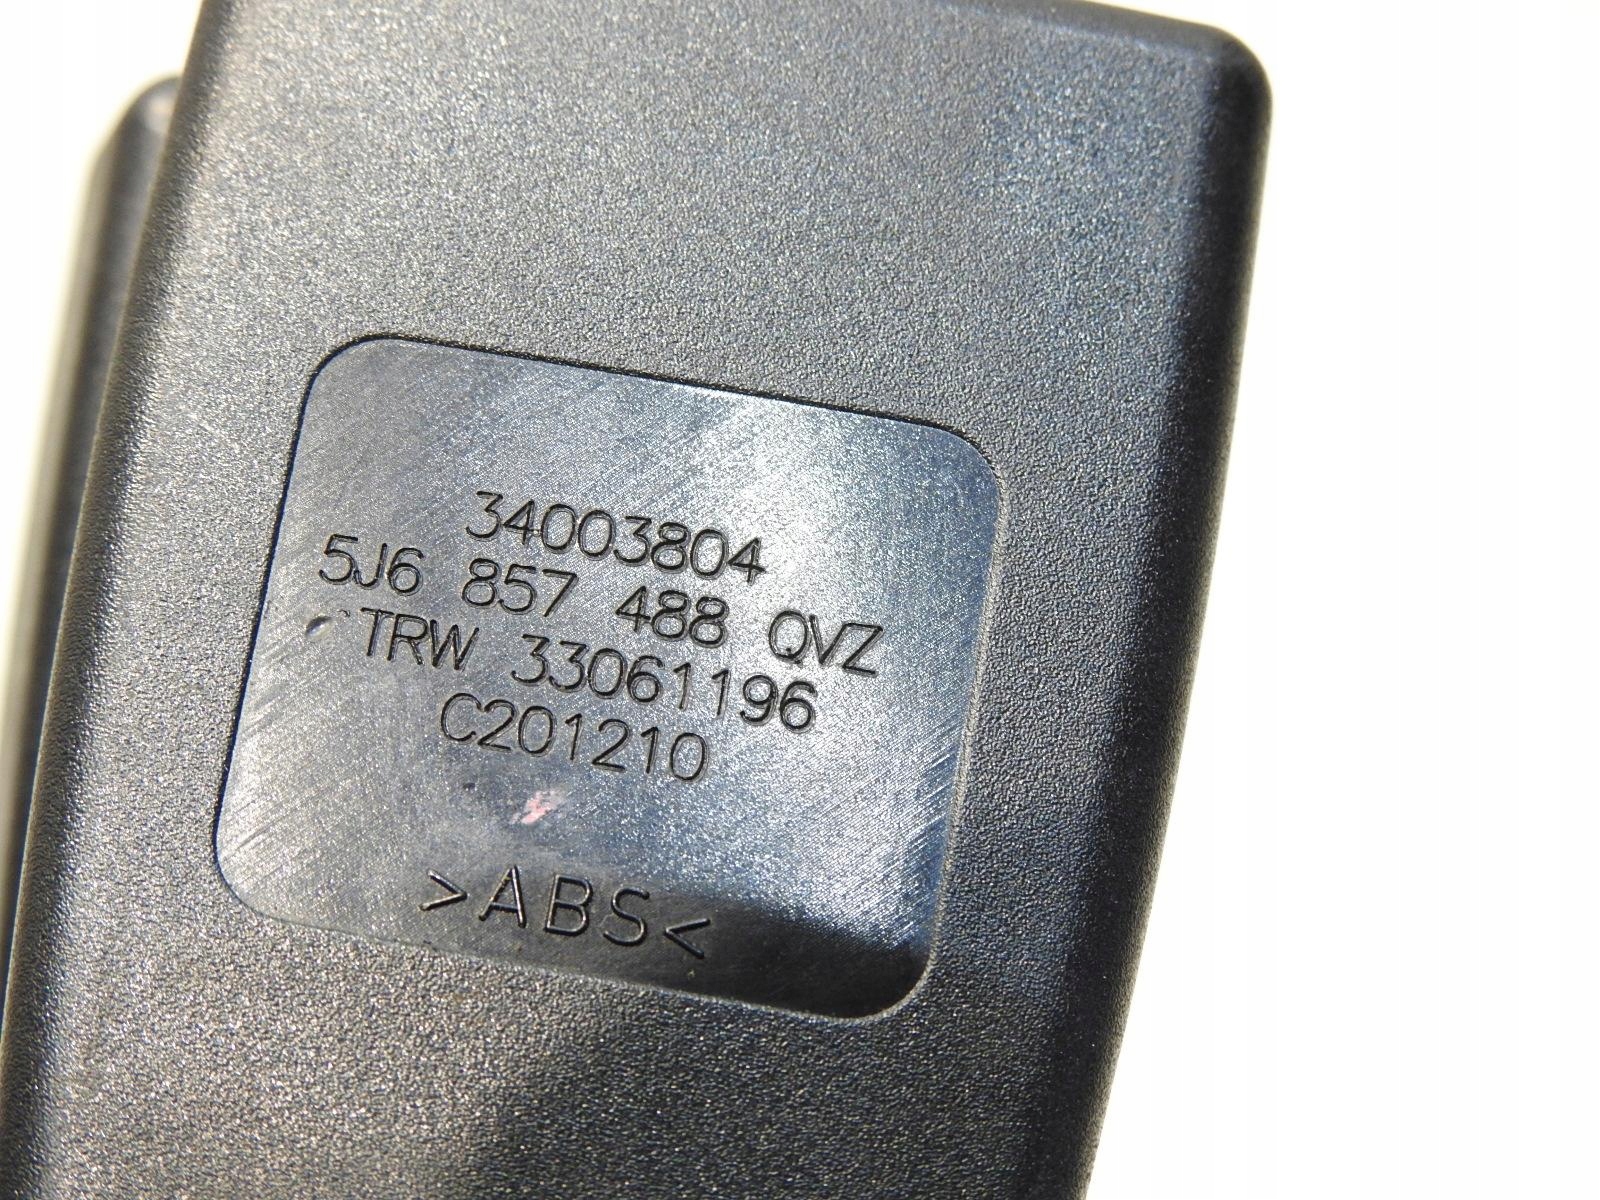 34003804
5J6 857 488 QVZ
TRW 33061196
C201210
>ABS<